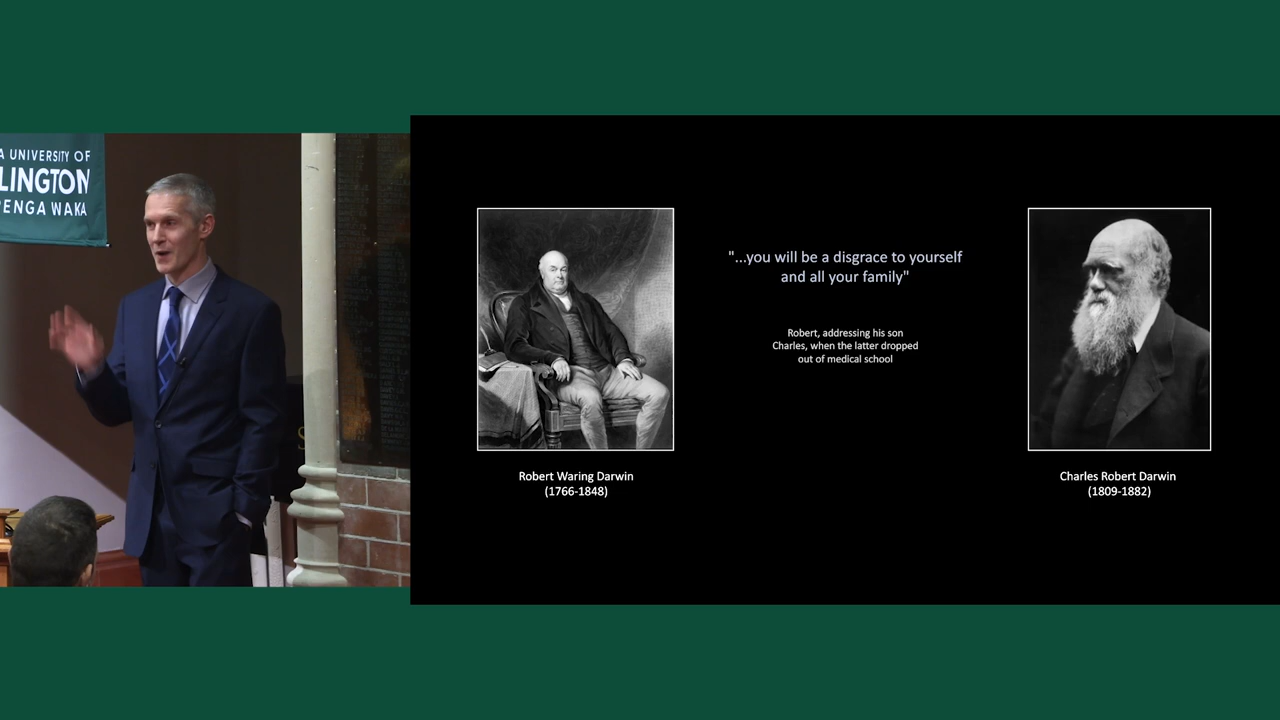 A UNIVERSITY OF
LINGTON
ENGA WAKA
"...you will be a disgrace to yourself
and all your family"
Robert, addressing his son
Charles, when the latter dropped
out of medical school
Robert Waring Darwin
(1766-1848)
Charles Robert Darwin
(1809-1882)